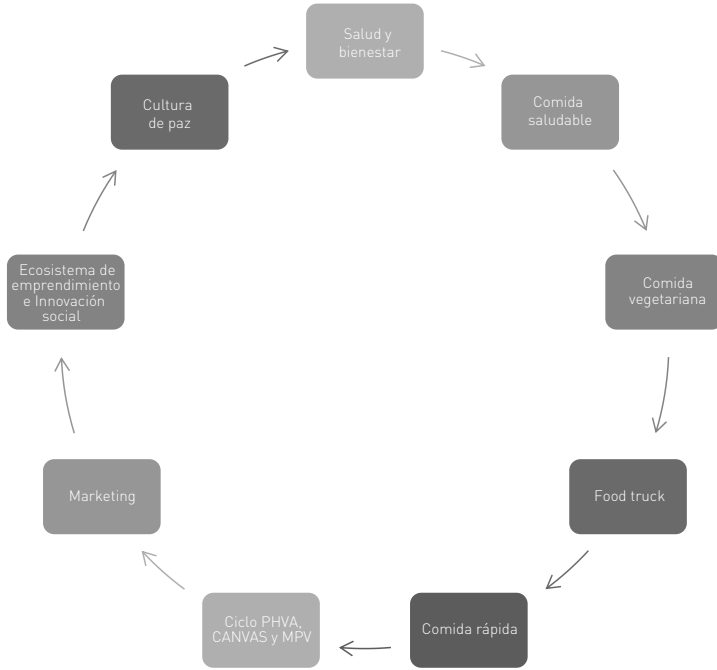 Salud y
bienestar
Comida
saludable
Comida
vegetariana
Food truck
Comida rápida
Ciclo PHVA,
CANVAS y MPV
Marketing
Ecosistema de
emprendimiento
e Innovación
social
Cultura
de paz